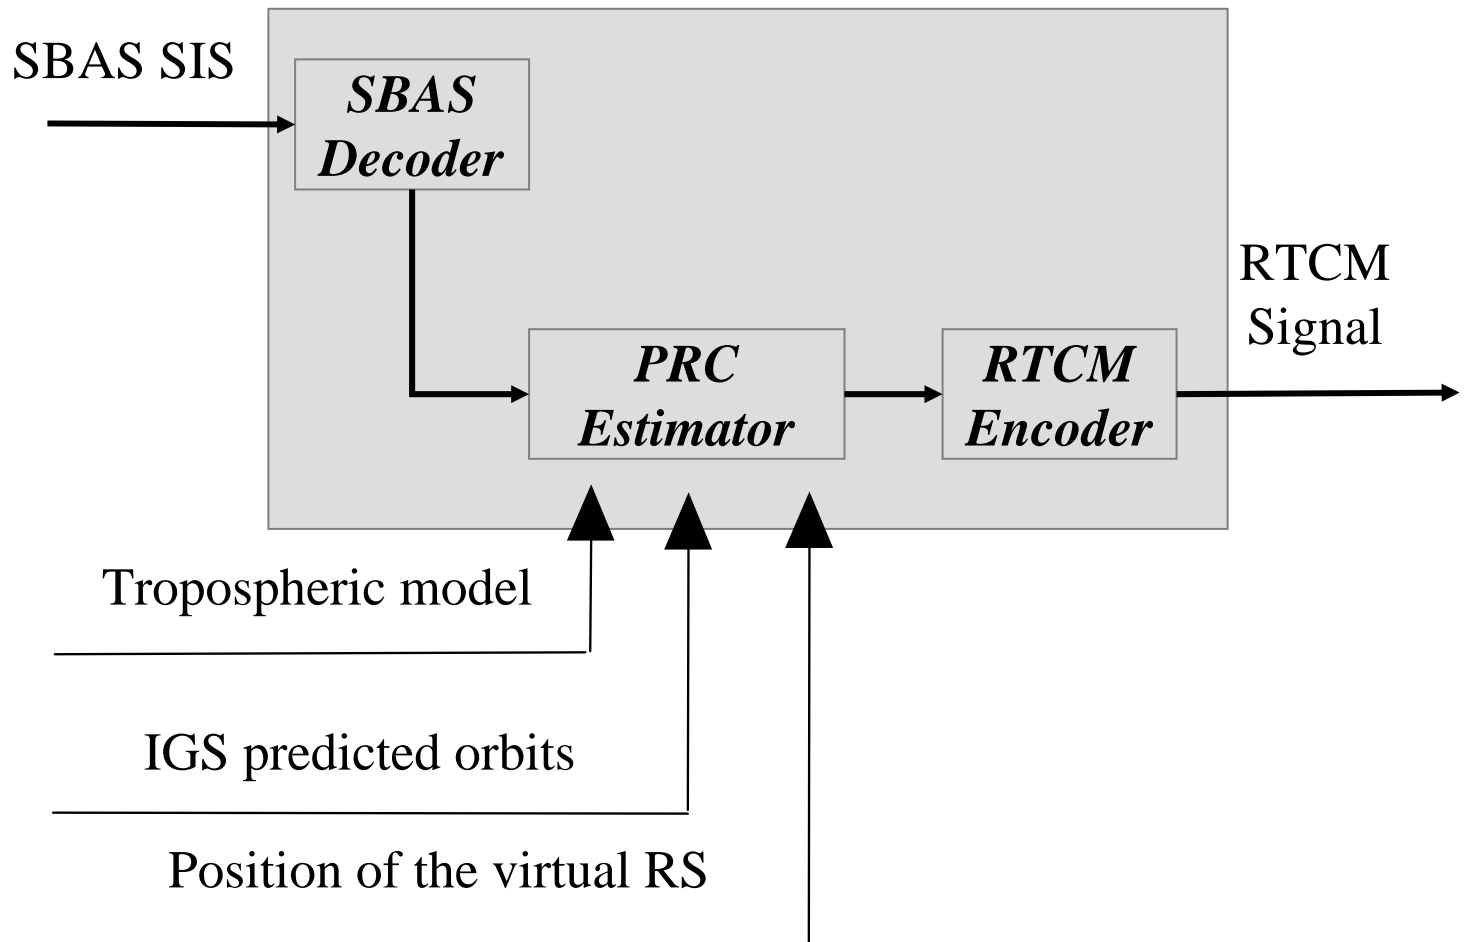 SBAS SIS
SBAS
Decoder
RTCM
Signal
PRC
Estimator
RTCM
Encoder
Tropospheric model
IGS predicted orbits
Position of the virtual RS